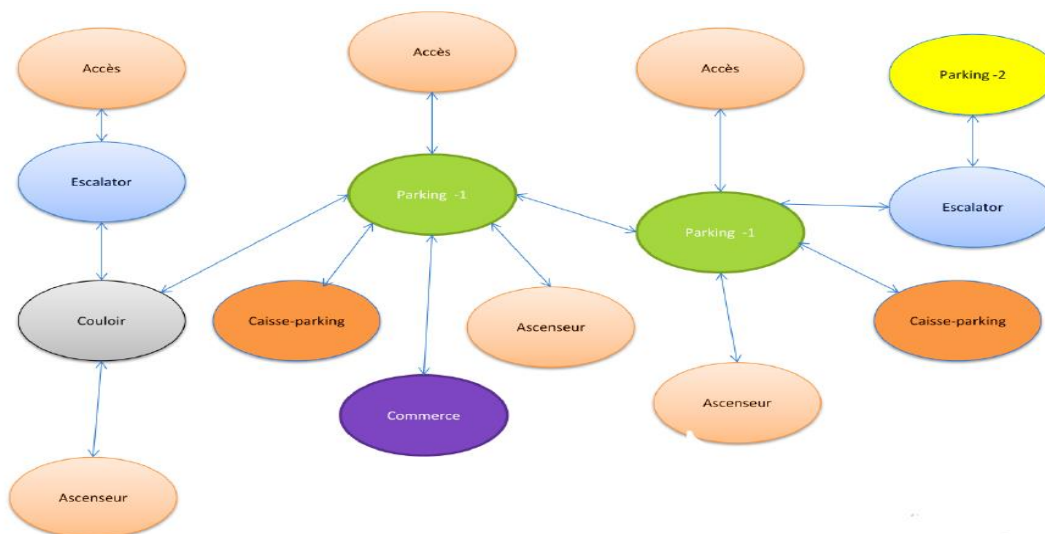 Accès
Accès
Accès
Parking -2
Escalator
Parking -1
Parking -1
Escalator
Couloir
Caisse-parking
Ascenseur
Caisse-parking
Commerce
Ascenseur
Ascenseur